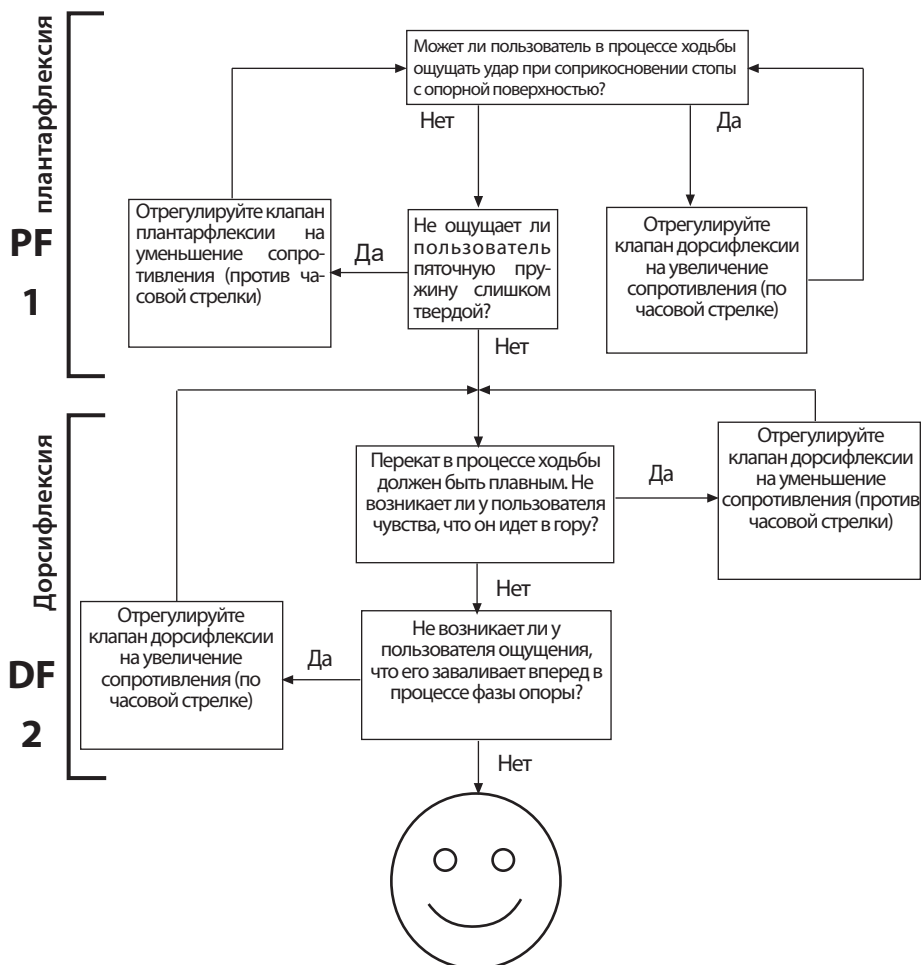 плантарфлексия
PF
1
Может ли пользователь в процессе ходьбы
ощущать удар при соприкосновении стопы
с опорной поверхностью?
Нет
Да
Отрегулируйте клапан
плантарфлексии на
уменьшение сопро-
тивления (против ча-
совой стрелки)
Да
Не ощущает ли
пользователь
пяточную пру-
жину слишком
твердой?
Отрегулируйте
клапан дорсифлексии
на увеличение
сопротивления (по
часовой стрелке)
Нет
Дорсифлексия
DF
2
Перекат в процессе ходьбы
должен быть плавным. Не
возникает ли у пользователя
чувства, что он идет в гору?
Да
Отрегулируйте
клапан дорсифлексии
на уменьшение
сопротивления (против
часовой стрелки)
Нет
Отрегулируйте
клапан дорсифлексии
на увеличение
сопротивления (по
часовой стрелке)
Да
Не возникает ли у
пользователя ощущения,
что его заваливает вперед в
процессе фазы опоры?
Нет